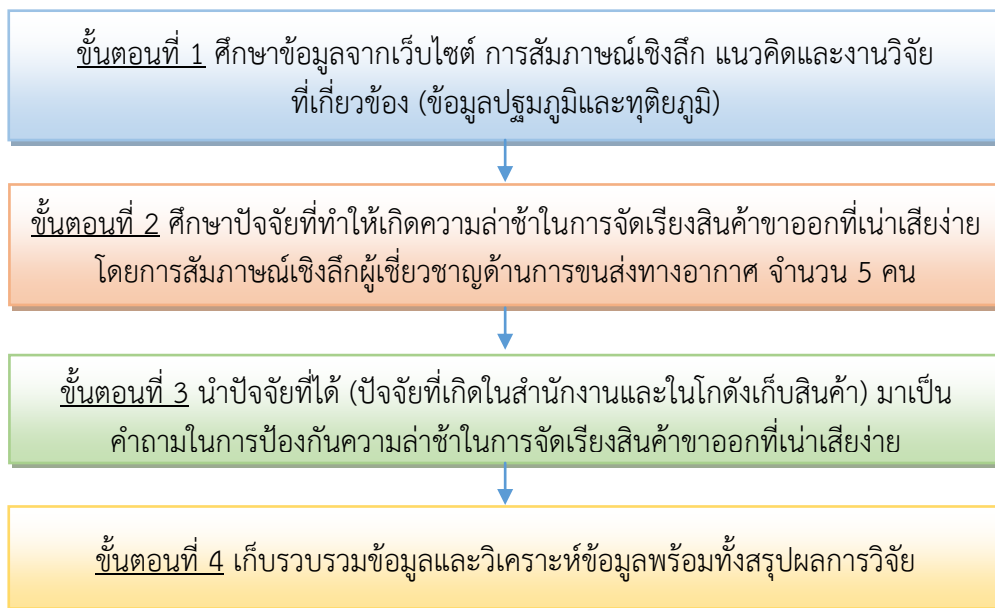 ขั้นตอนที่ 1 ศึกษาข้อมูลจากเว็บไซต์ การสัมภาษณ์เชิงลึก แนวคิดและงานวิจัย
ที่เกี่ยวข้อง (ข้อมูลปฐมภูมิและทุติยภูมิ)
ขั้นตอนที่ 2 ศึกษาปัจจัยที่ทำให้เกิดความล่าช้าในการจัดเรียงสินค้าขาออกที่เน่าเสียง่าย
โดยการสัมภาษณ์เชิงลึกผู้เชี่ยวชาญด้านการขนส่งทางอากาศ จำนวน 5 คน
ขั้นตอนที่ 3 นำปัจจัยที่ได้ (ปัจจัยที่เกิดในสำนักงานและในโกดังเก็บสินค้า) มาเป็น
คำถามในการป้องกันความล่าช้าในการจัดเรียงสินค้าขาออกที่เน่าเสียง่าย
ขั้นตอนที่ 4 เก็บรวบรวมข้อมูลและวิเคราะห์ข้อมูลพร้อมทั้งสรุปผลการวิจัย